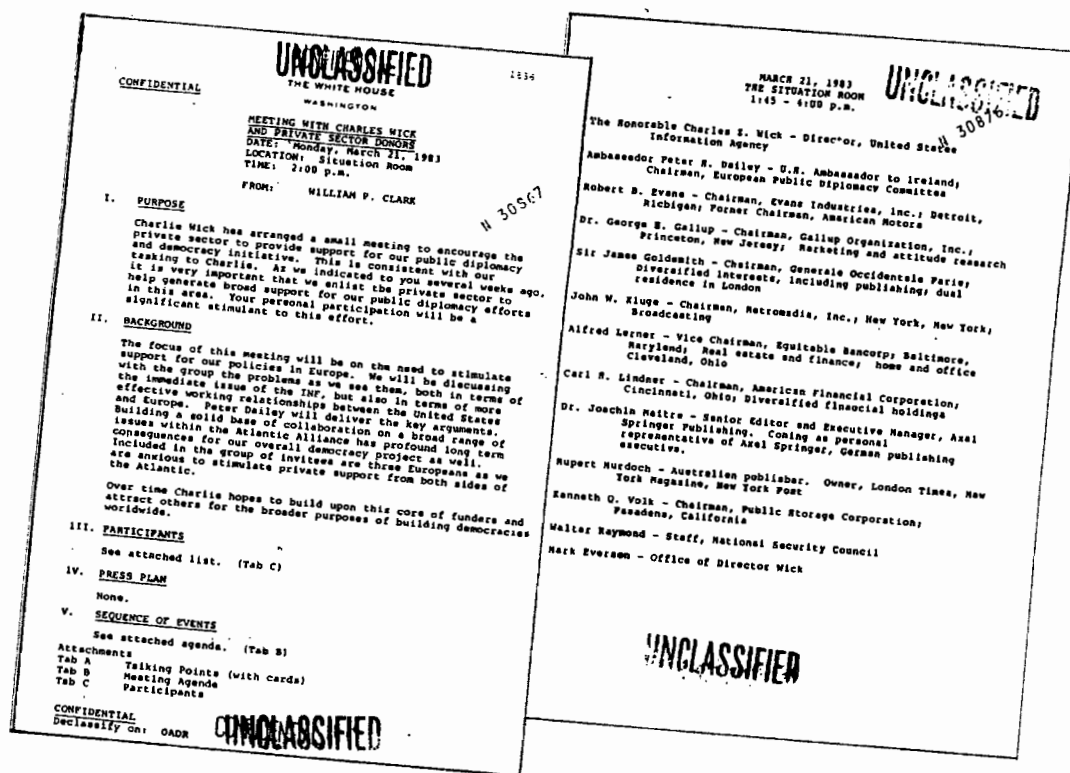 UNCLASSIFIED
1836
CONFIDENTIAL
THE WHITE HOUSE
WASHINGTON
MEETING WITH CHARLES WICK
AND PRIVATE SECTOR DONORS
DATE: Monday, March 21, 1983
LOCATION: Situation Room
TIME: 2:00 p.m.
FROM: WILLIAM P. CLARK
N 30567
I. PURPOSE
Charlie Wick has arranged a small meeting to encourage the
private sector to provide support for our public diplomacy
and democracy initiative. This is consistent with our
tasking to Charlie. As we indicated to you several weeks ago,
it is very important that we enlist the private sector to
help generate broad support for our public diplomacy efforts
in this area. Your personal participation will be a
significant stimulant to this effort.
II. BACKGROUND
The focus of this meeting will be on the need to stimulate
support for our policies in Europe. We will be discussing
with the group the problems as we see them, both in terms of
the immediate issue of the INF, but also in terms of more
effective working relationships between the United States
and Europe. Peter Dailey will deliver the key arguments.
Building a solid base of collaboration on a broad range of
issues within the Atlantic Alliance has profound long term
consequences for our overall democracy project as well.
Included in the group of invitees are three Europeans as we
are anxious to stimulate private support from both sides of
the Atlantic.
Over time Charlie hopes to build upon this core of funders and
attract others for the broader purposes of building democracies
worldwide.
III. PARTICIPANTS
See attached list. (Tab C)
IV. PRESS PLAN
None.
V. SEQUENCE OF EVENTS
See attached agenda. (Tab B)
Attachments
Tab A Talking Points (with cards)
Tab B Meeting Agenda
Tab C Participants
CONFIDENTIAL
Declassify on: OADR
UNCLASSIFIED
MARCH 21, 1983
THE SITUATION ROOM
1:45 - 4:00 p.m.
UNCLASSIFIED
N 30876
The Honorable Charles Z. Wick - Director, United States
Information Agency
Ambassador Peter H. Dailey - U.S. Ambassador to Ireland;
Chairman, European Public Diplomacy Committee
Robert B. Evans - Chairman, Evans Industries, Inc.; Detroit,
Michigan; Former Chairman, American Motors
Dr. George H. Gallup - Chairman, Gallup Organization, Inc.;
Princeton, New Jersey; Marketing and attitude research
Sir James Goldsmith - Chairman, Generale Occidentale Paris;
Diversified interests, including publishing; dual
residence in London
John W. Kluge - Chairman, Metromedia, Inc.; New York, New York;
Broadcasting
Alfred Lerner - Vice Chairman, Equitable Bancorp; Baltimore,
Maryland; Real estate and finance; home and office
Cleveland, Ohio
Carl H. Lindner - Chairman, American Financial Corporation;
Cincinnati, Ohio; Diversified financial holdings
Dr. Joachim Maitre - Senior Editor and Executive Manager, Axel
Springer Publishing. Coming as personal
representative of Axel Springer, German publishing
executive.
Rupert Murdoch - Australian publisher. Owner, London Times, New
York Magazine, New York Post
Kenneth Q. Volk - Chairman, Public Storage Corporation;
Pasadena, California
Walter Raymond - Staff, National Security Council
Mark Everson - Office of Director Wick
UNCLASSIFIED